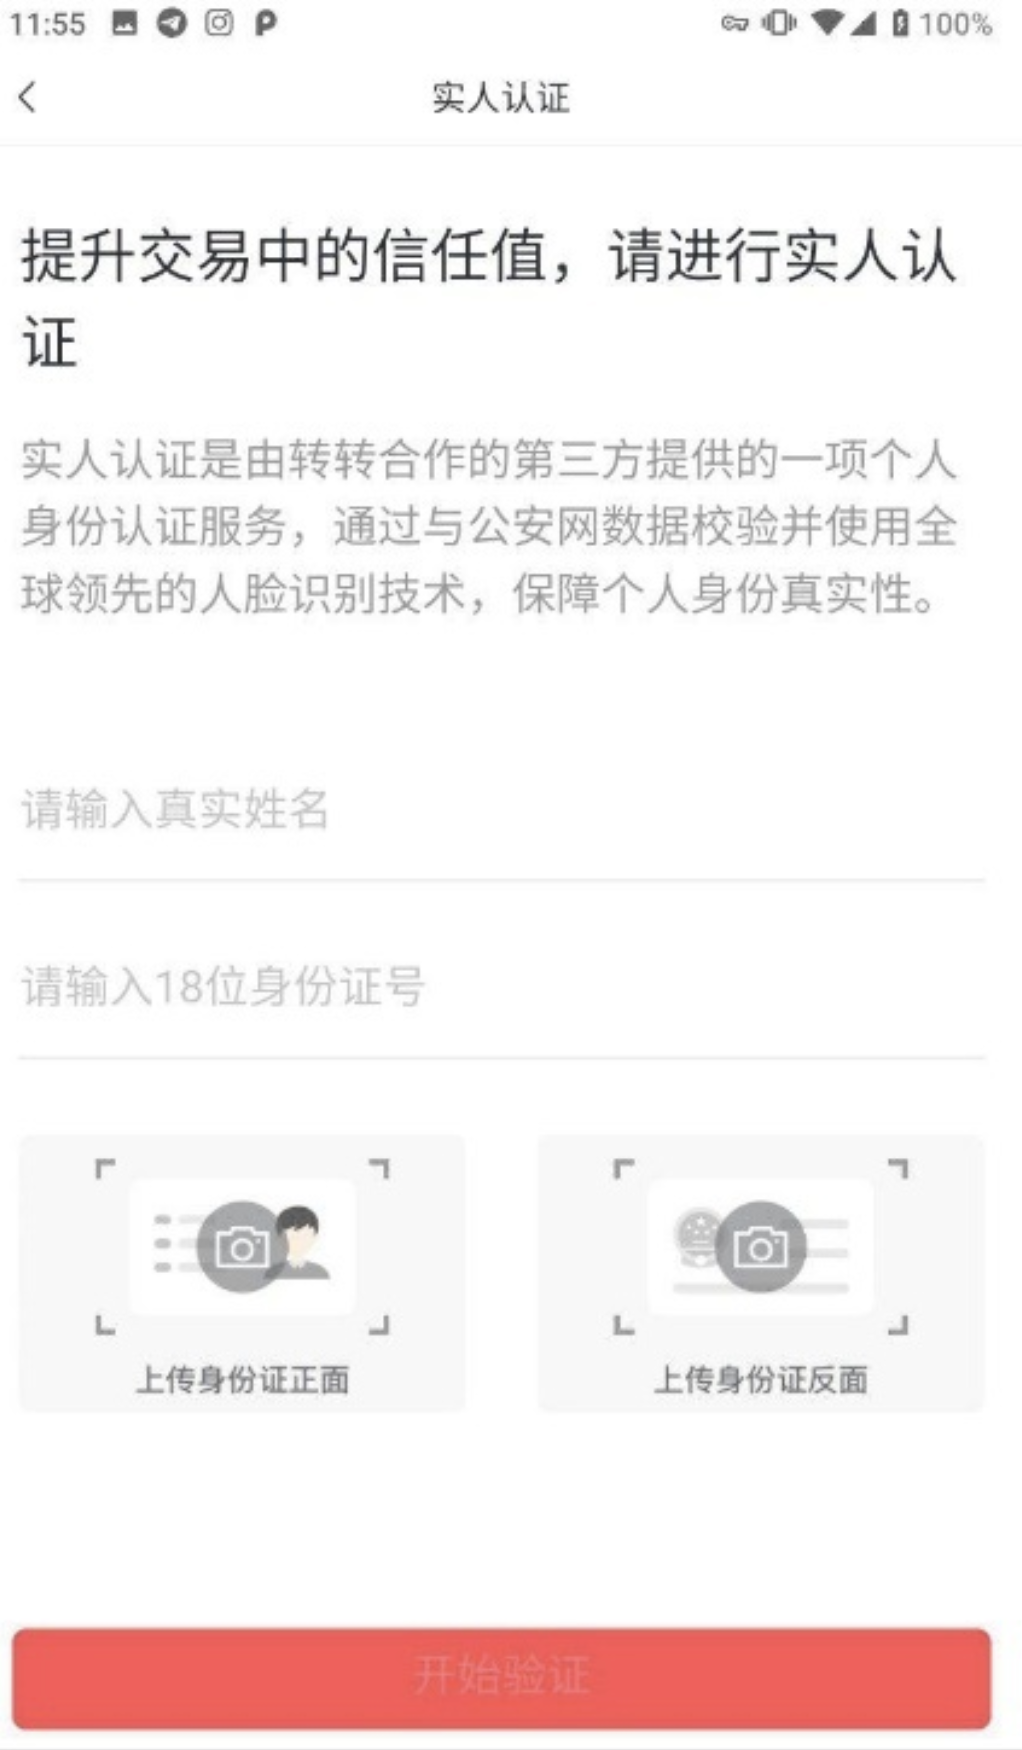 11:55 100%
实人认证
提升交易中的信任值，请进行实人认
证
实人认证是由转转合作的第三方提供的一项个人
身份认证服务，通过与公安网数据校验并使用全
球领先的人脸识别技术，保障个人身份真实性。
请输入真实姓名
请输入18位身份证号
上传身份证正面
上传身份证反面
开始验证